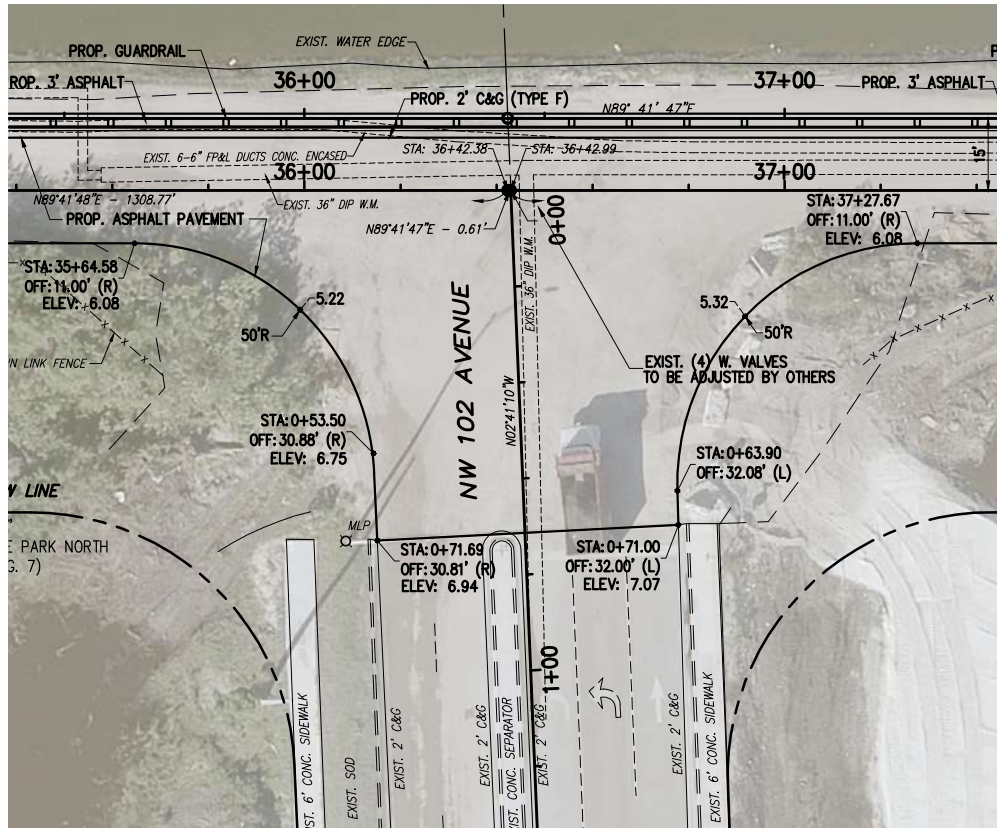 EXIST. WATER EDGE
PROP. GUARDRAIL
36+00
37+00
P
ROP. 3' ASPHALT
PROP. 3' ASPHALT
PROP. 2' C&G (TYPE F)
N89° 41' 47"E
EXIST. 6-6" FP&L DUCTS CONC. ENCASED
STA: 36+42.38
STA: 36+42.99
15'
36+00
37+00
N89°41'48"E - 1308.77'
EXIST. 36" DIP W.M.
PROP. ASPHALT PAVEMENT
N89°41'47"E - 0.61'
0+00
STA: 37+27.67
OFF: 11.00' (R)
ELEV: 6.08
STA: 35+64.58
OFF: 11.00' (R)
ELEV: 6.08
5.22
50'R
5.32
50'R
EXIST. 36" DIP W.M.
NW 102 AVENUE
N02°41'10"W
IN LINK FENCE
EXIST. (4) W. VALVES
TO BE ADJUSTED BY OTHERS
STA: 0+53.50
OFF: 30.88' (R)
ELEV: 6.75
STA: 0+63.90
OFF: 32.08' (L)
W LINE
E PARK NORTH
G. 7)
MLP
STA: 0+71.69
OFF: 30.81' (R)
ELEV: 6.94
STA: 0+71.00
OFF: 32.00' (L)
ELEV: 7.07
1+00
ST. 6' CONC. SIDEWALK
EXIST. SOD
EXIST. 2' C&G
EXIST. 2' C&G
XIST. CONC. SEPARATOR
EXIST. 2' C&G
EXIST. 2' C&G
EXIST. 6' CONC. SIDEWALK